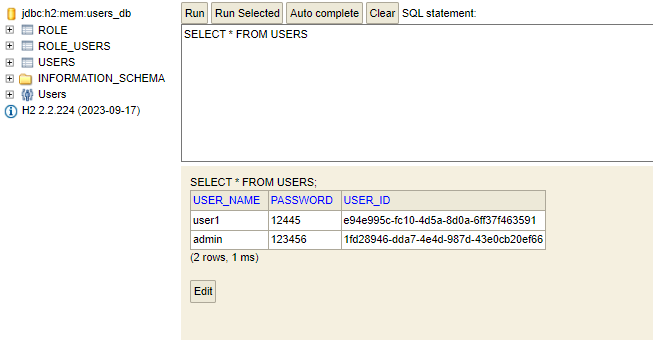 jdbc:h2:mem:users_db
ROLE
ROLE_USERS
USERS
INFORMATION_SCHEMA
Users
H2 2.2.224 (2023-09-17)
Run Run Selected Auto complete Clear SQL statement:
SELECT * FROM USERS
SELECT * FROM USERS;
USER_NAME PASSWORD USER_ID
user1 12445 e94e995c-fc10-4d5a-8d0a-6ff37f463591
admin 123456 1fd28946-dda7-4e4d-987d-43e0cb20ef66
(2 rows, 1 ms)
Edit